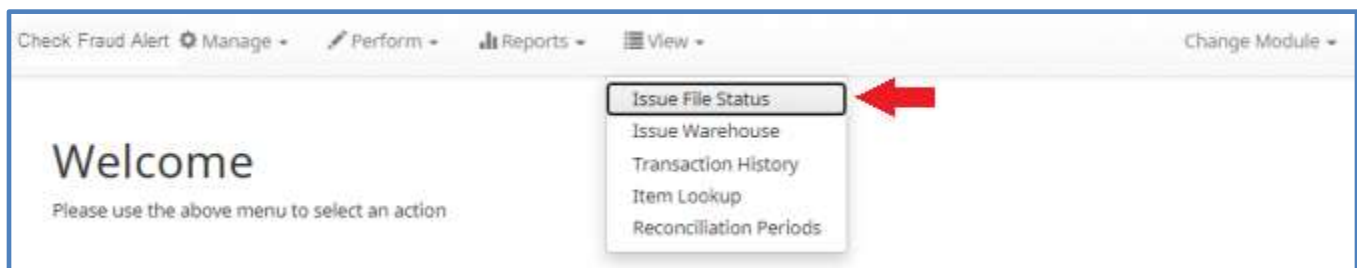 Check Fraud Alert Manage Perform Reports View Change Module
Issue File Status
Issue Warehouse
Transaction History
Item Lookup
Reconciliation Periods
Welcome
Please use the above menu to select an action